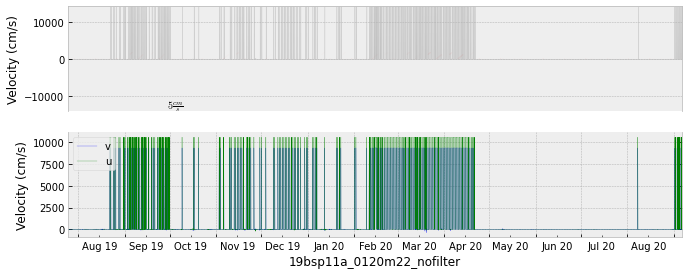 Velocity (cm/s)
10000
0
−10000
5 cm/s
Velocity (cm/s)
10000
7500
5000
2500
0
v
u
Aug 19 Sep 19 Oct 19 Nov 19 Dec 19 Jan 20 Feb 20 Mar 20 Apr 20 May 20 Jun 20 Jul 20 Aug 20
19bsp11a_0120m22_nofilter